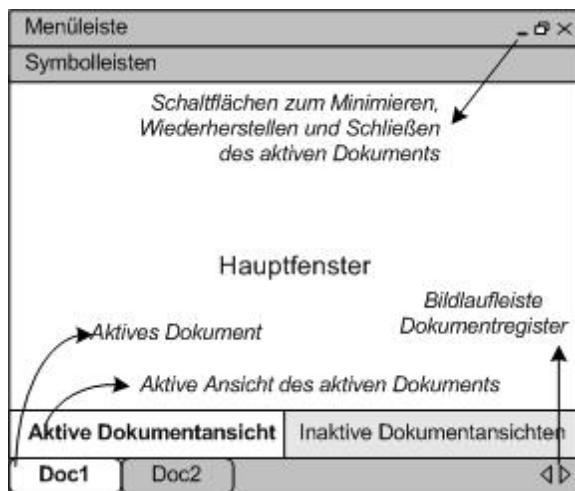 Menüleiste
Symbolleisten
Schaltflächen zum Minimieren,
Wiederherstellen und Schließen
des aktiven Dokuments
Hauptfenster
Bildlaufleiste
Dokumentregister
Aktives Dokument
Aktive Ansicht des aktiven Dokuments
Aktive Dokumentansicht
Inaktive Dokumentansichten
Doc1
Doc2